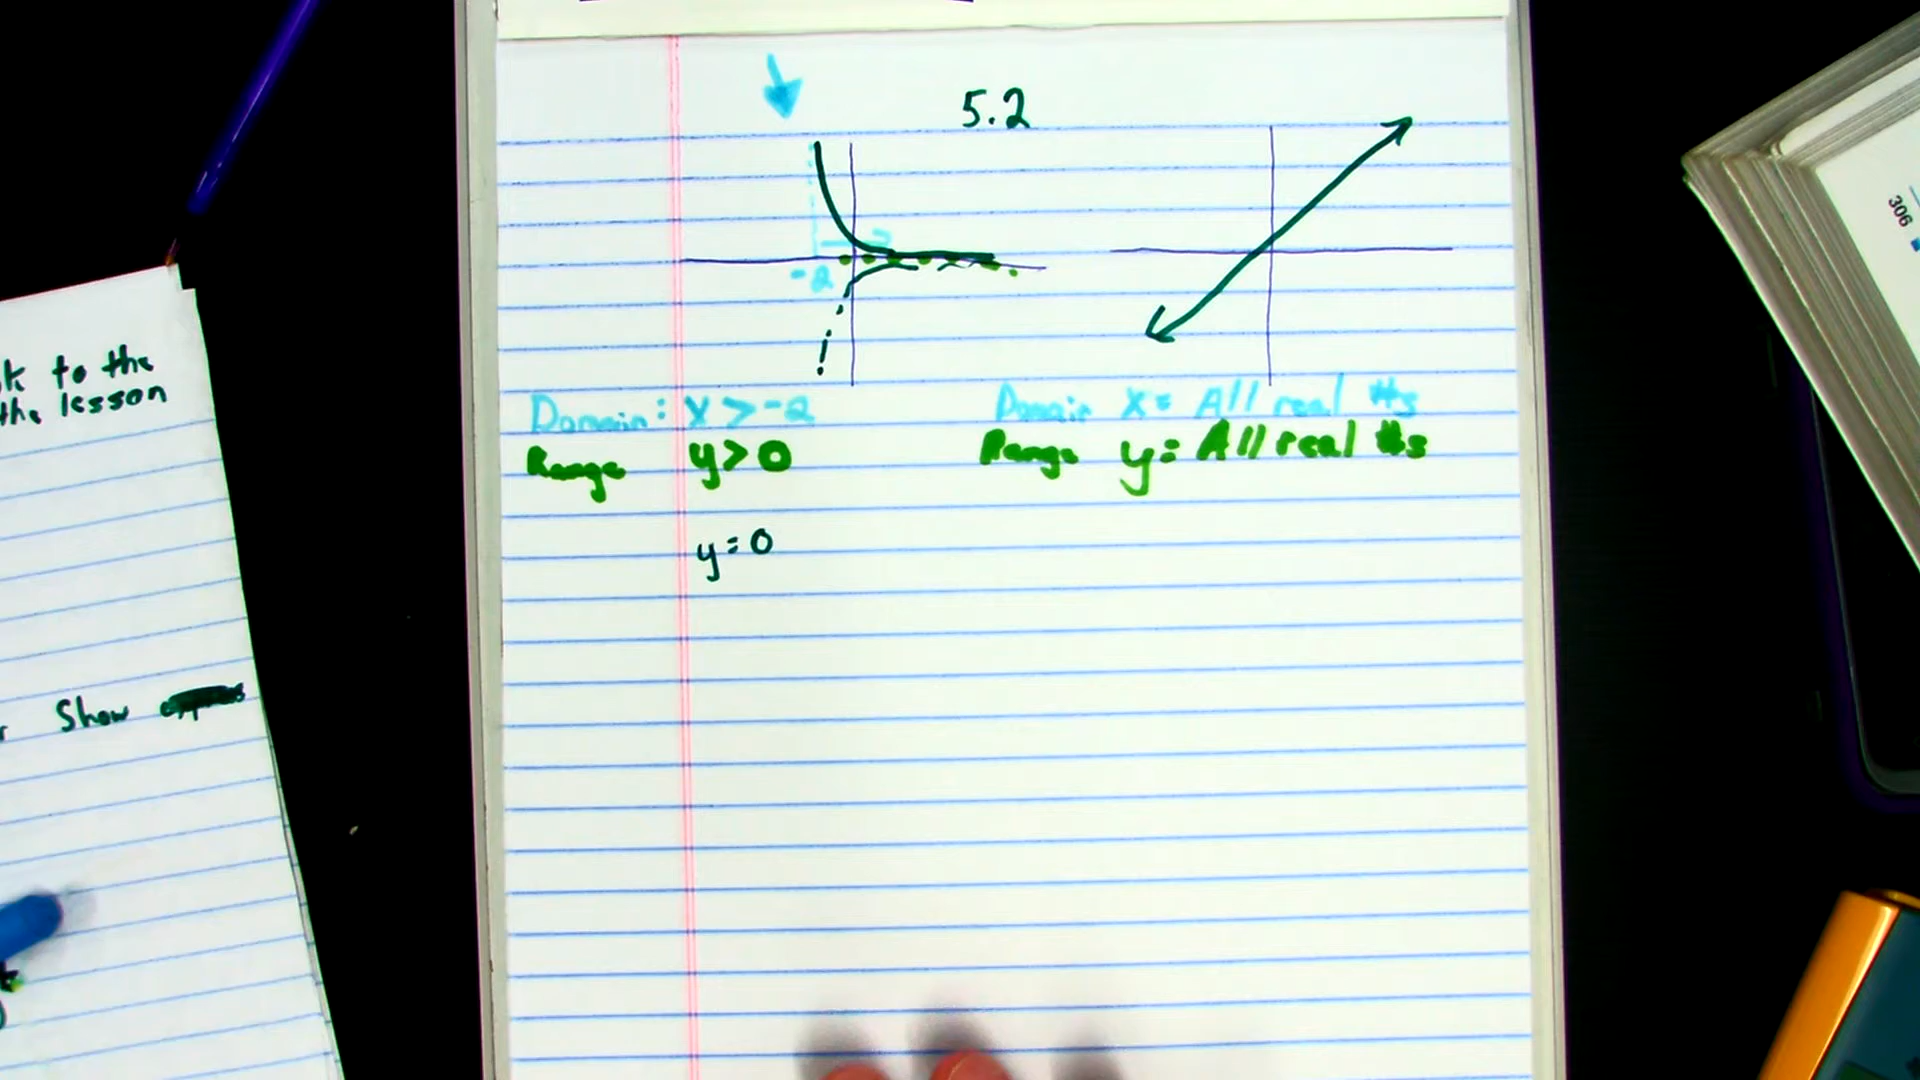 5.2
-2
Domain: x > -2
Range y > 0
y = 0
Domain x = All real #s
Range y = All real #s
to the
the lesson
Show
306